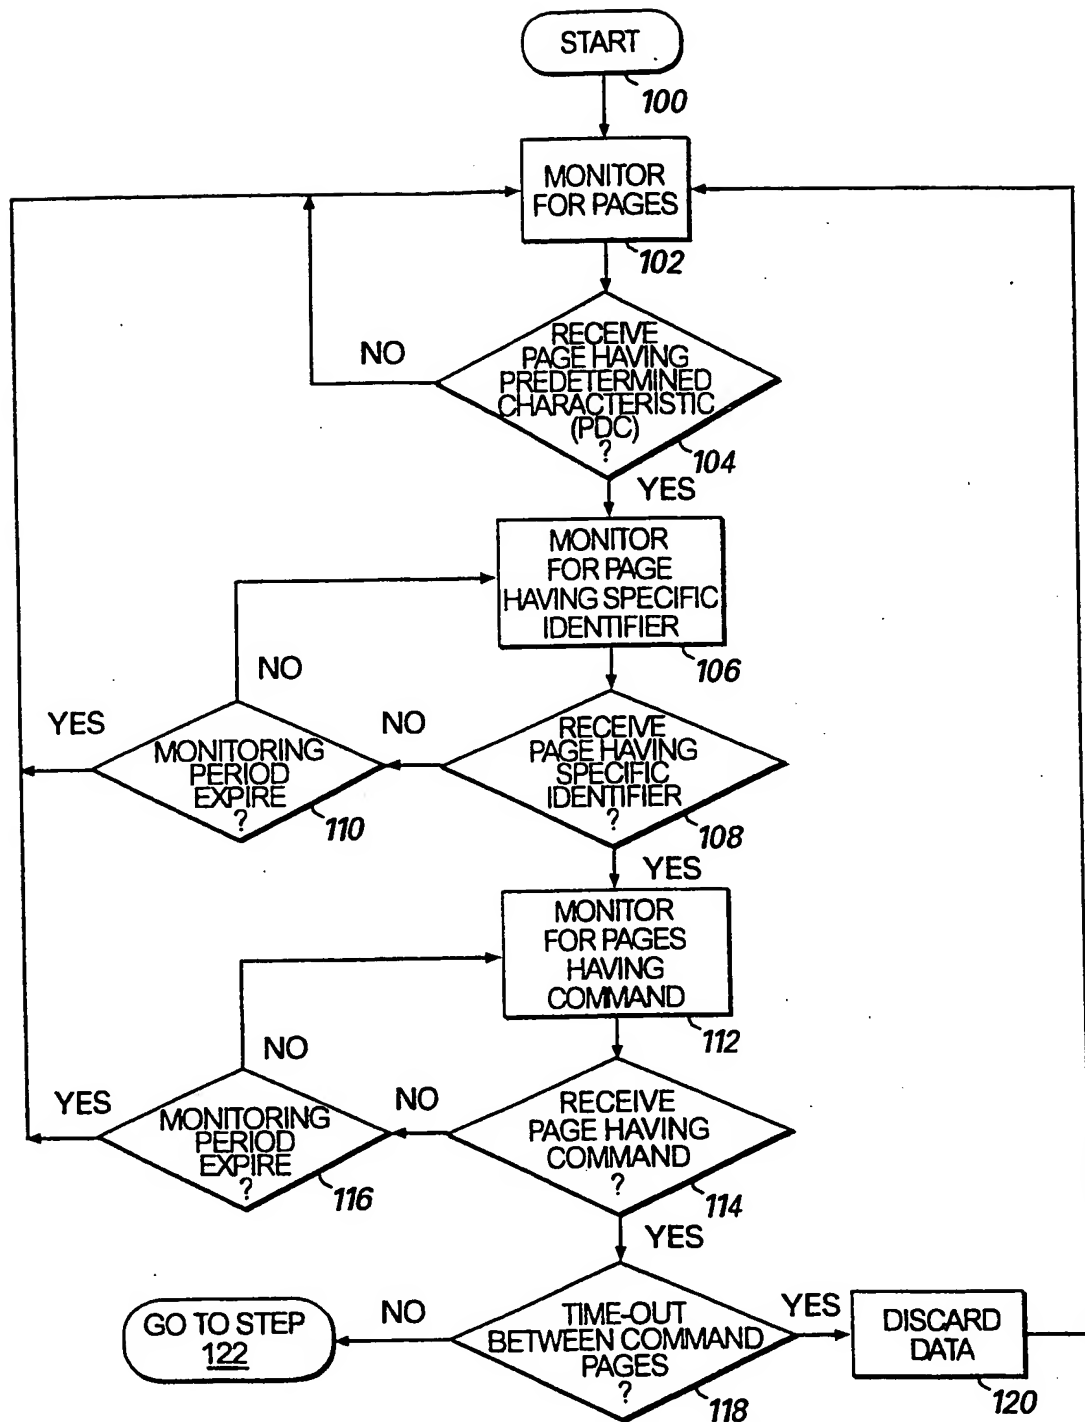 START
100
MONITOR
FOR PAGES
102
RECEIVE
PAGE HAVING
PREDETERMINED
CHARACTERISTIC
(PDC)
?
NO
104
YES
MONITOR
FOR PAGE
HAVING SPECIFIC
IDENTIFIER
106
NO
YES
MONITORING
PERIOD
EXPIRE
?
110
NO
RECEIVE
PAGE HAVING
SPECIFIC
IDENTIFIER
?
108
YES
MONITOR
FOR PAGES
HAVING
COMMAND
112
NO
YES
MONITORING
PERIOD
EXPIRE
?
116
NO
RECEIVE
PAGE HAVING
COMMAND
?
114
YES
GO TO STEP
122
NO
TIME-OUT
BETWEEN COMMAND
PAGES
?
118
YES
DISCARD
DATA
120